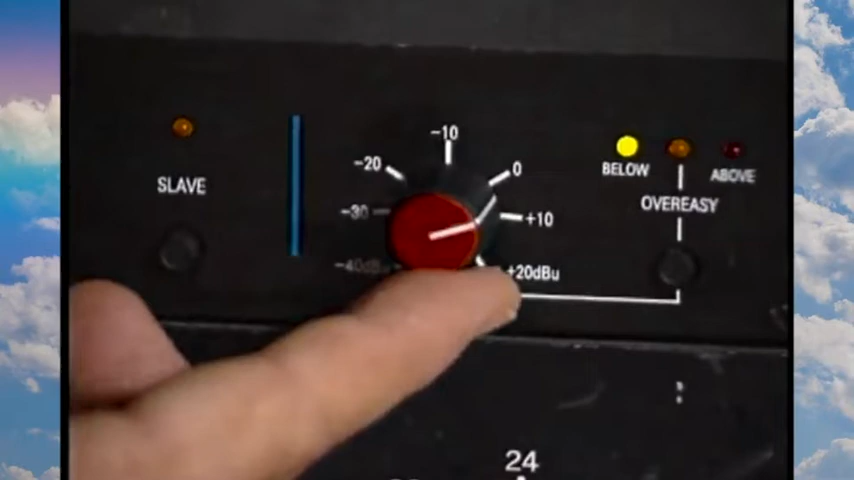 -10
-20
0
-30
+10
-40dBu
+20dBu
SLAVE
BELOW
ABOVE
OVEREASY
24